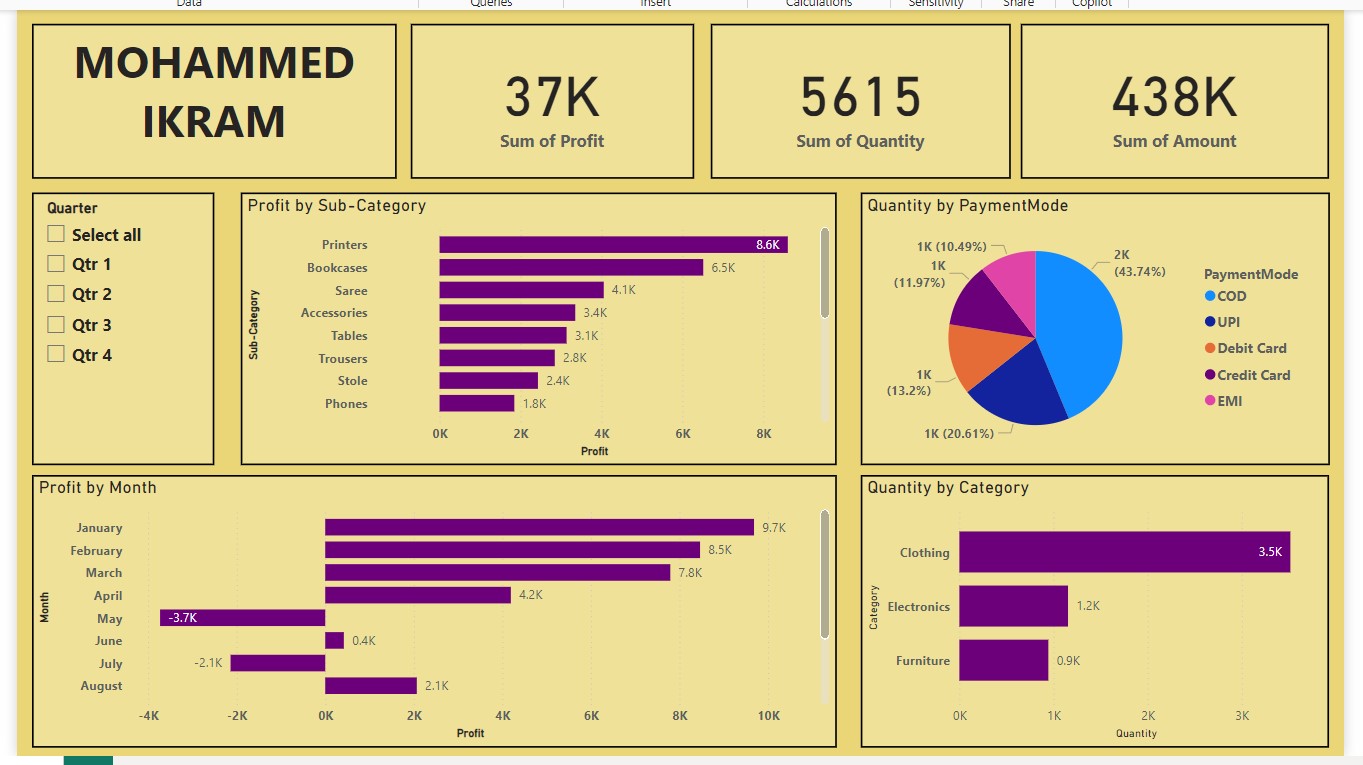 Data
Queries
Insert
Calculations
Sensitivity
Share
Copilot
MOHAMMED
IKRAM
37K
Sum of Profit
5615
Sum of Quantity
438K
Sum of Amount
Quarter
Select all
Qtr 1
Qtr 2
Qtr 3
Qtr 4
Profit by Sub-Category
Sub-Category
Printers 8.6K
Bookcases 6.5K
Saree 4.1K
Accessories 3.4K
Tables 3.1K
Trousers 2.8K
Stole 2.4K
Phones 1.8K
0K 2K 4K 6K 8K
Profit
Quantity by PaymentMode
1K (10.49%)
2K
(43.74%)
1K
(11.97%)
1K
(13.2%)
1K (20.61%)
PaymentMode
COD
UPI
Debit Card
Credit Card
EMI
Profit by Month
Month
January 9.7K
February 8.5K
March 7.8K
April 4.2K
May -3.7K
June 0.4K
July -2.1K
August 2.1K
-4K -2K 0K 2K 4K 6K 8K 10K
Profit
Quantity by Category
Category
Clothing 3.5K
Electronics 1.2K
Furniture 0.9K
0K 1K 2K 3K
Quantity